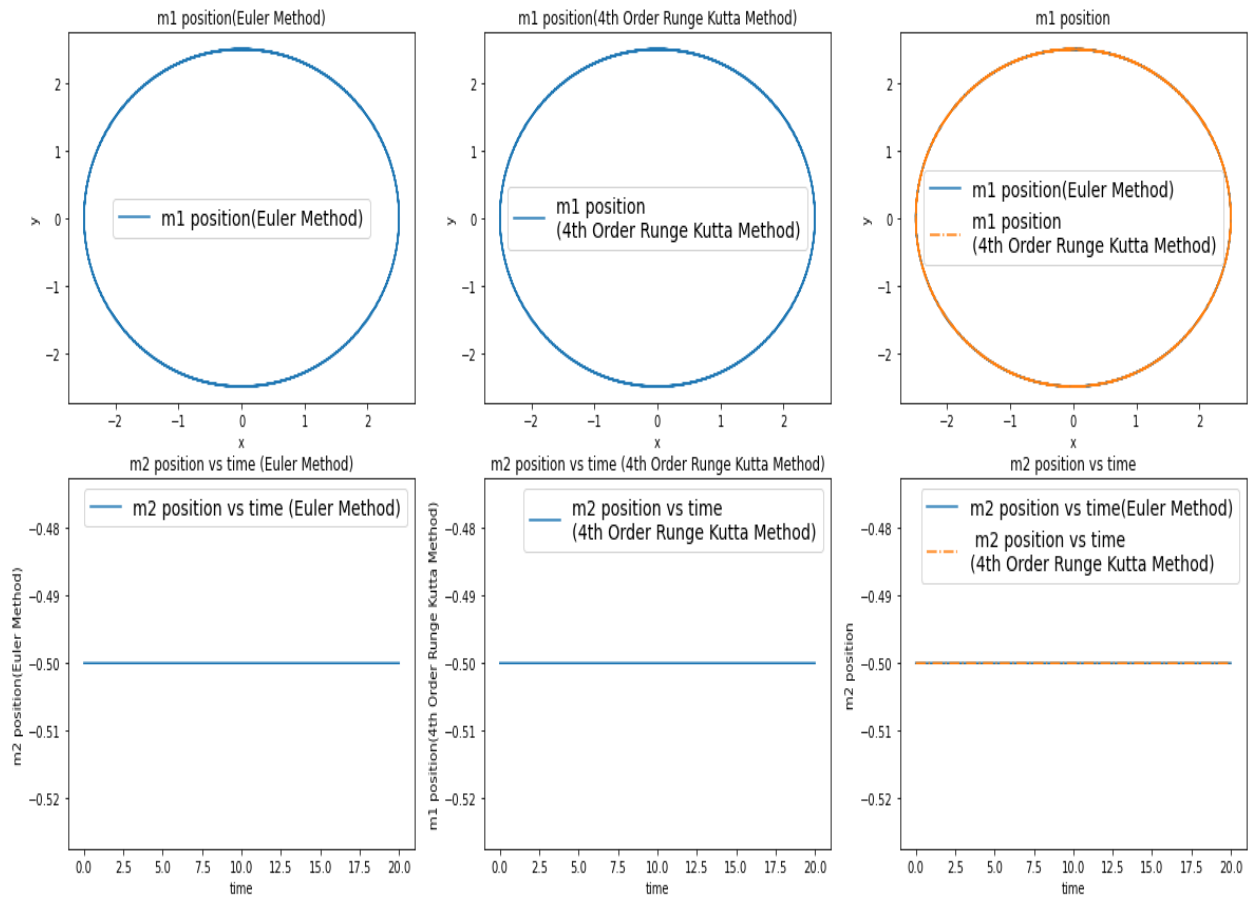 m1 position(Euler Method)
y
2
1
0
−1
−2
m1 position(Euler Method)
−2
−1
0
1
2
x
m1 position(4th Order Runge Kutta Method)
y
2
1
0
−1
−2
m1 position
(4th Order Runge Kutta Method)
−2
−1
0
1
2
x
m1 position
y
2
1
0
−1
−2
m1 position(Euler Method)
m1 position
(4th Order Runge Kutta Method)
−2
−1
0
1
2
x
m2 position vs time (Euler Method)
m2 position(Euler Method)
−0.48
−0.49
−0.50
−0.51
−0.52
m2 position vs time (Euler Method)
0.0
2.5
5.0
7.5
10.0
12.5
15.0
17.5
20.0
time
m2 position vs time (4th Order Runge Kutta Method)
m1 position(4th Order Runge Kutta Method)
−0.48
−0.49
−0.50
−0.51
−0.52
m2 position vs time
(4th Order Runge Kutta Method)
0.0
2.5
5.0
7.5
10.0
12.5
15.0
17.5
20.0
time
m2 position vs time
m2 position
−0.48
−0.49
−0.50
−0.51
−0.52
m2 position vs time(Euler Method)
m2 position vs time
(4th Order Runge Kutta Method)
0.0
2.5
5.0
7.5
10.0
12.5
15.0
17.5
20.0
time